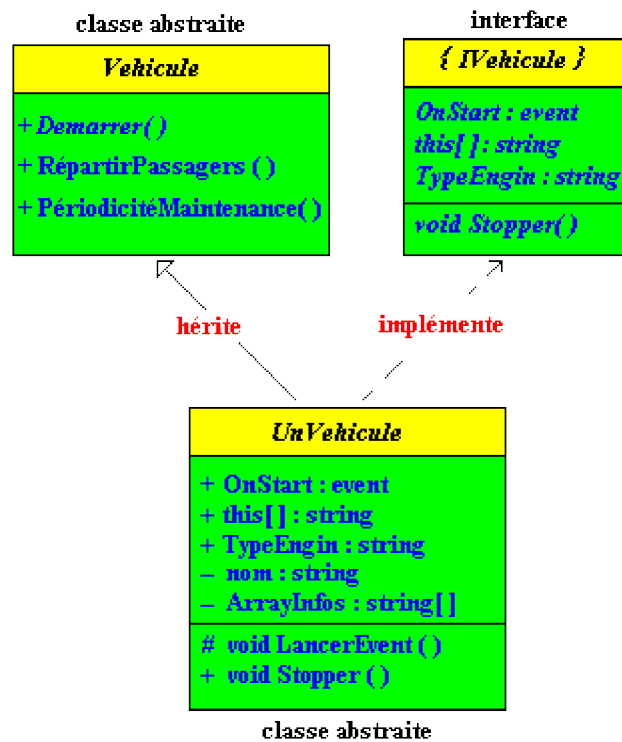 classe abstraite
Vehicule
+ Demarrer()
+ RépartirPassagers ()
+ PériodicitéMaintenance()
interface
{ IVehicule }
OnStart : event
this[ ]: string
TypeEngin : string
void Stopper()
hérite
implémente
UnVehicule
+ OnStart : event
+ this[ ] : string
+ TypeEngin : string
– nom : string
– ArrayInfos : string[ ]
# void LancerEvent ()
+ void Stopper ()
classe abstraite